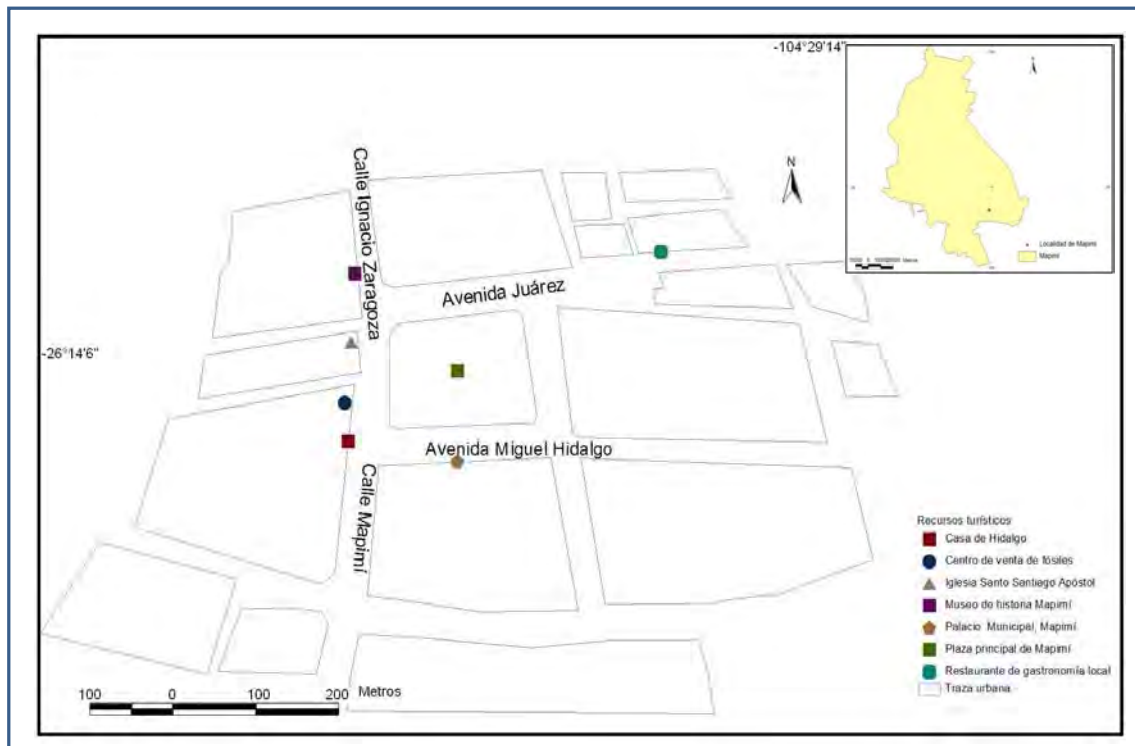 -104°29'14"
N
Localidad de Mapimí
Mapimí
Metros
Calle Ignacio Zaragoza
Avenida Juárez
-26°14'6"
Avenida Miguel Hidalgo
Calle Mapimí
Recursos turísticos
Casa de Hidalgo
Centro de venta de fósiles
Iglesia Santo Santiago Apóstol
Museo de historia Mapimí
Palacio Municipal, Mapimí
Plaza principal de Mapimí
Restaurante de gastronomía local
Traza urbana
100 0 100 200 Metros